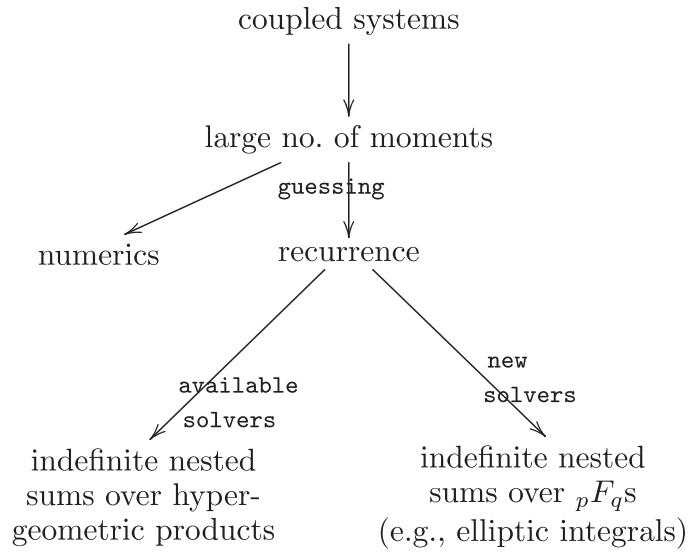 coupled systems
large no. of moments
guessing
numerics
recurrence
available
solvers
new
solvers
indefinite nested
sums over hyper-
geometric products
indefinite nested
sums over pFqs
(e.g., elliptic integrals)